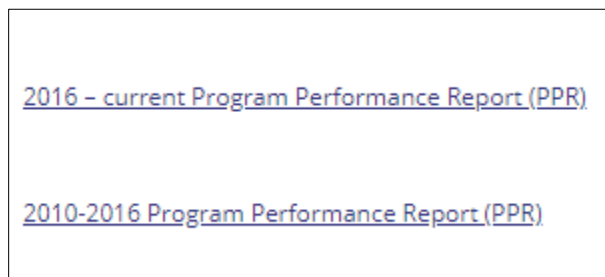 2016 – current Program Performance Report (PPR)
2010-2016 Program Performance Report (PPR)